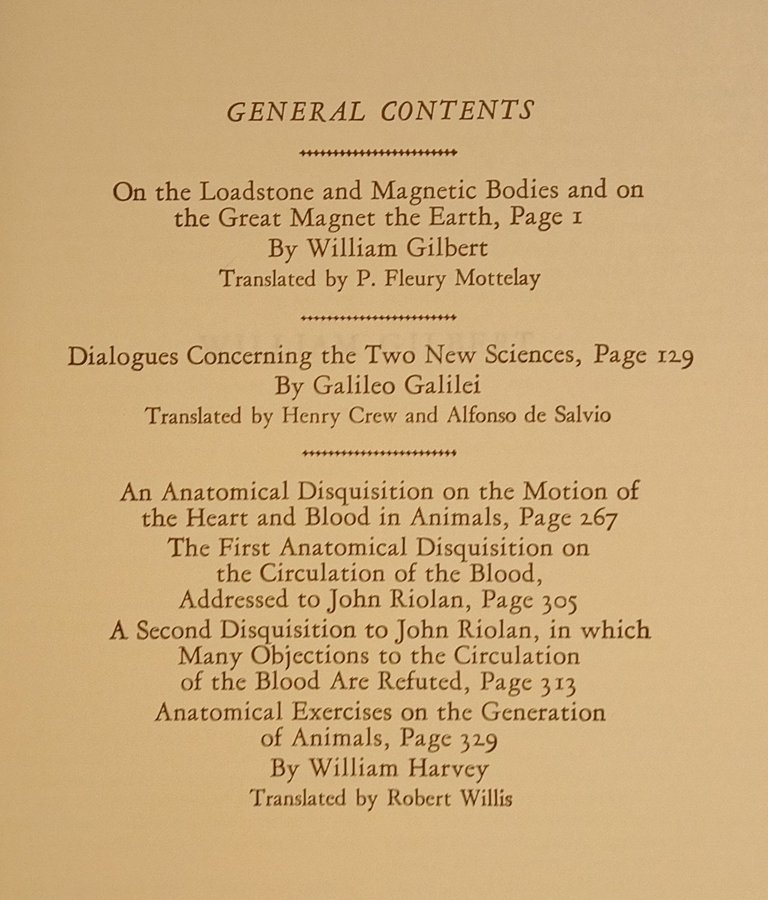 GENERAL CONTENTS
On the Loadstone and Magnetic Bodies and on
the Great Magnet the Earth, Page 1
By William Gilbert
Translated by P. Fleury Mottelay
Dialogues Concerning the Two New Sciences, Page 129
By Galileo Galilei
Translated by Henry Crew and Alfonso de Salvio
An Anatomical Disquisition on the Motion of
the Heart and Blood in Animals, Page 267
The First Anatomical Disquisition on
the Circulation of the Blood,
Addressed to John Riolan, Page 305
A Second Disquisition to John Riolan, in which
Many Objections to the Circulation
of the Blood Are Refuted, Page 313
Anatomical Exercises on the Generation
of Animals, Page 329
By William Harvey
Translated by Robert Willis